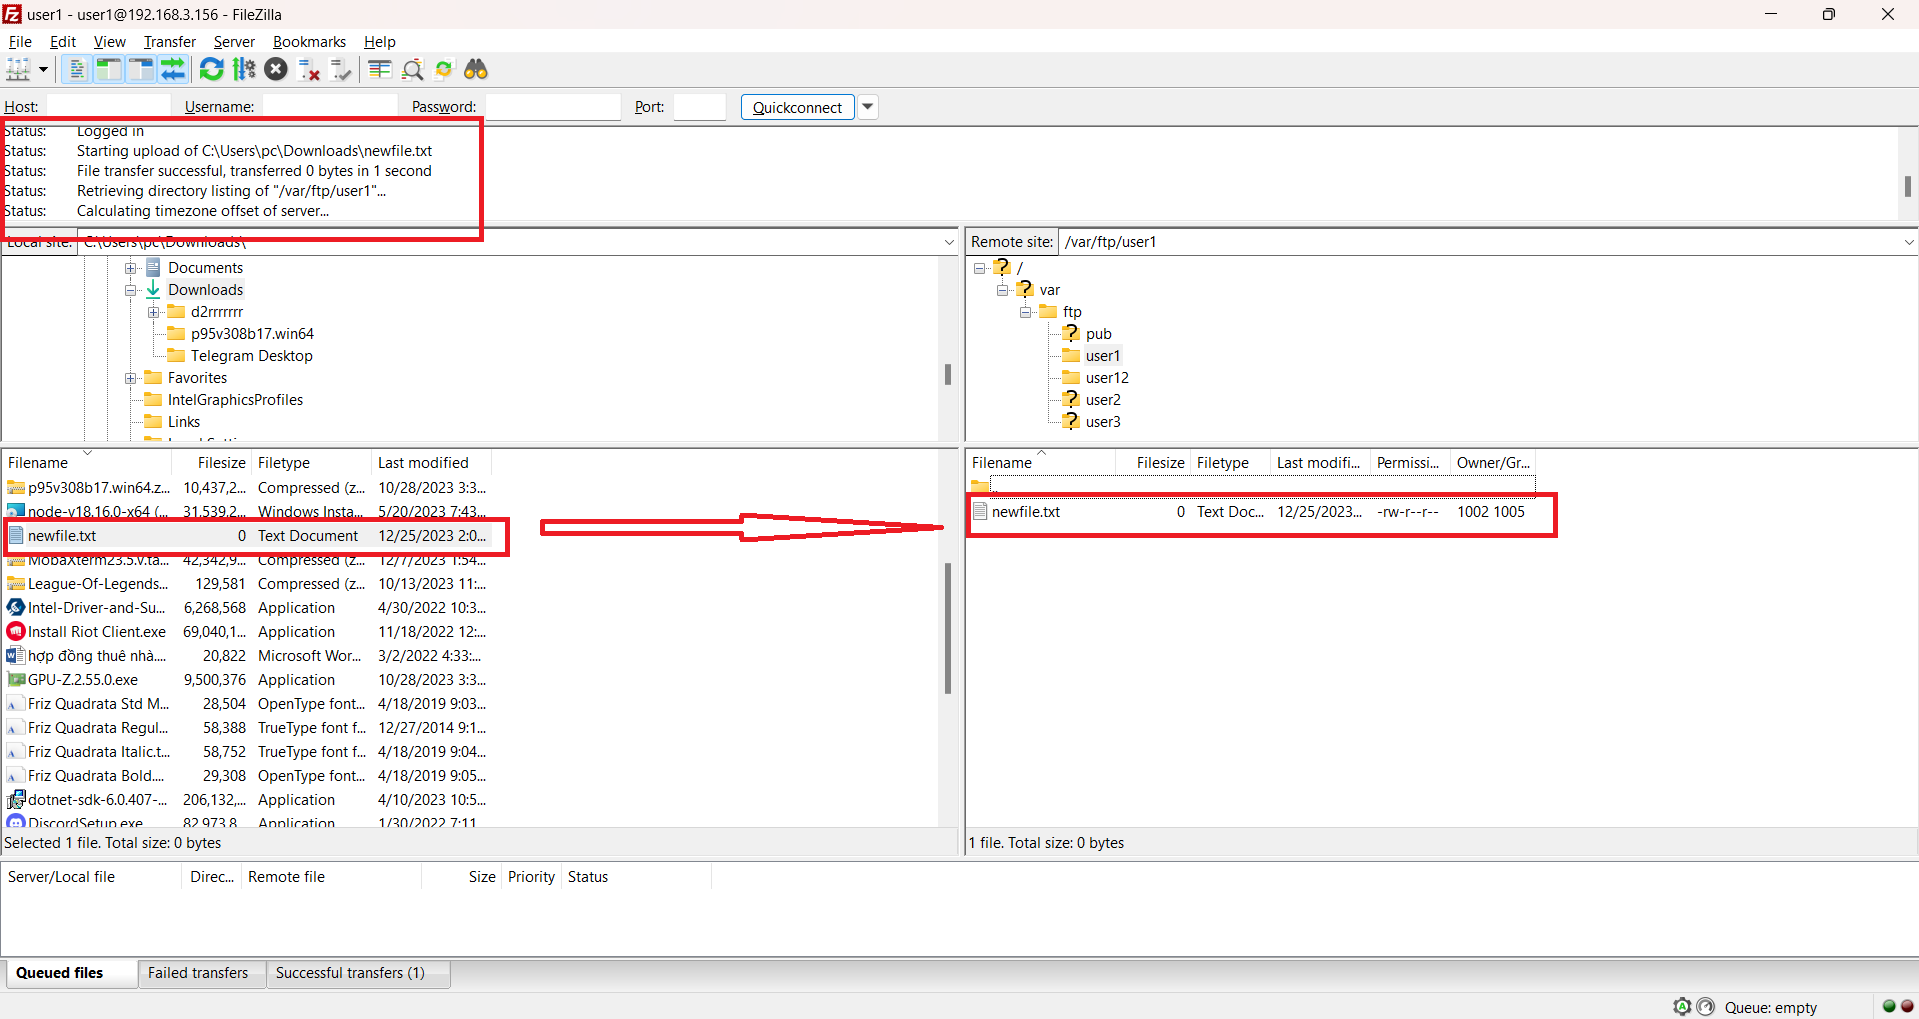 user1 - user1@192.168.3.156 - FileZilla
File Edit View Transfer Server Bookmarks Help
Host: Username: Password: Port: Quickconnect
Status: Logged in
Status: Starting upload of C:\Users\pc\Downloads\newfile.txt
Status: File transfer successful, transferred 0 bytes in 1 second
Status: Retrieving directory listing of "/var/ftp/user1"...
Status: Calculating timezone offset of server...
Local site: C:\Users\pc\Downloads\
Documents
Downloads
d2rrrrrrr
p95v308b17.win64
Telegram Desktop
Favorites
IntelGraphicsProfiles
Links
Remote site: /var/ftp/user1
/
var
ftp
pub
user1
user12
user2
user3
Filename Filesize Filetype Last modified
p95v308b17.win64.z... 10,437,2... Compressed (z... 10/28/2023 3:3...
node-v18.16.0-x64 (... 31,539,2... Windows Insta... 5/20/2023 7:43...
newfile.txt 0 Text Document 12/25/2023 2:0...
MobaXterm23.5.v.ta... 42,342,9... Compressed (z... 12/7/2023 1:54...
League-Of-Legends... 129,581 Compressed (z... 10/13/2023 11:...
Intel-Driver-and-Su... 6,268,568 Application 4/30/2022 10:3...
Install Riot Client.exe 69,040,1... Application 11/18/2022 12:...
hợp đồng thuê nhà.... 20,822 Microsoft Wor... 3/2/2022 4:33:...
GPU-Z.2.55.0.exe 9,500,376 Application 10/28/2023 3:3...
Friz Quadrata Std M... 28,504 OpenType font... 4/18/2019 9:03...
Friz Quadrata Regul... 58,388 TrueType font f... 12/27/2014 9:1...
Friz Quadrata Italic.t... 58,752 TrueType font f... 4/18/2019 9:04...
Friz Quadrata Bold.... 29,308 OpenType font... 4/18/2019 9:05...
dotnet-sdk-6.0.407-... 206,132,... Application 4/10/2023 10:5...
DiscordSetup.exe 82,973,8... Application 1/30/2022 7:11
Selected 1 file. Total size: 0 bytes
Filename Filesize Filetype Last modifi... Permissi... Owner/Gr...
..
newfile.txt 0 Text Doc... 12/25/2023... -rw-r--r-- 1002 1005
1 file. Total size: 0 bytes
Server/Local file Direc... Remote file Size Priority Status
Queued files Failed transfers Successful transfers (1)
Queue: empty